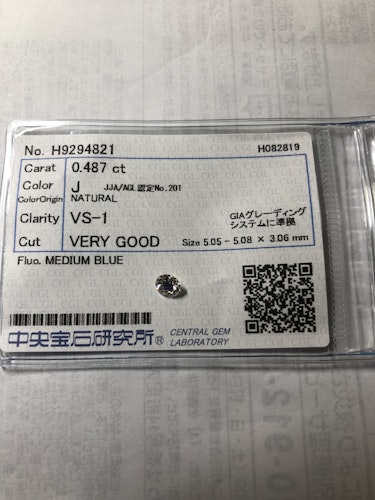 No. H9294821 H082819
Carat 0.487 ct
Color J JJA/AGL認定No.201
ColorOrigin NATURAL
Clarity VS-1 GIAグレーディング
システムに準拠
Cut VERY GOOD Size 5.05 - 5.08 × 3.06 mm
Fluo. MEDIUM BLUE
中央宝石研究所® CENTRAL GEM
LABORATORY